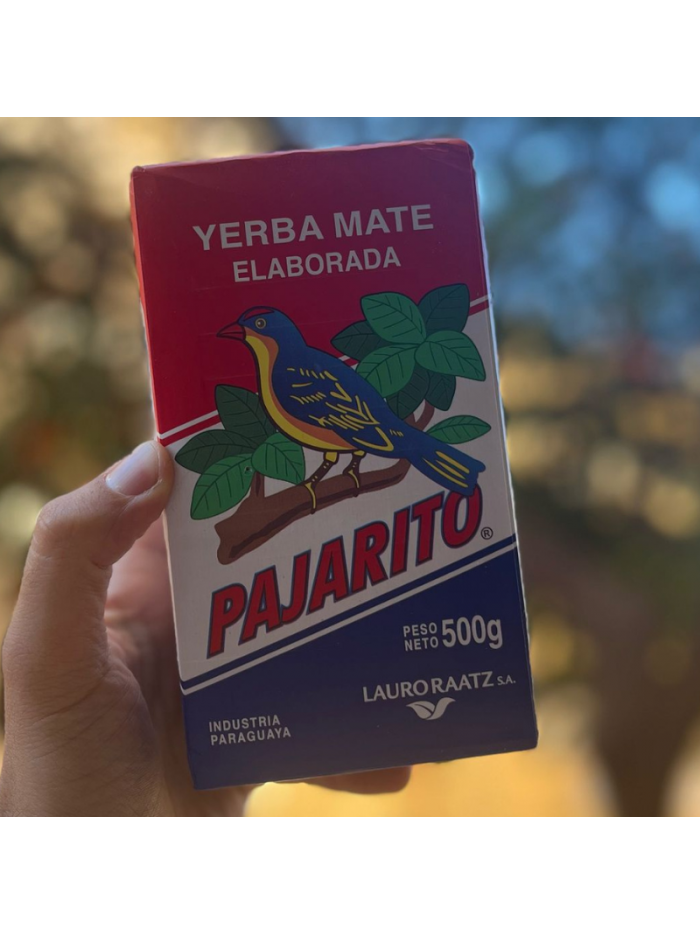 YERBA MATE
ELABORADA
PAJARITO®
PESO
NETO 500g
LAURO RAATZ S.A.
INDUSTRIA
PARAGUAYA